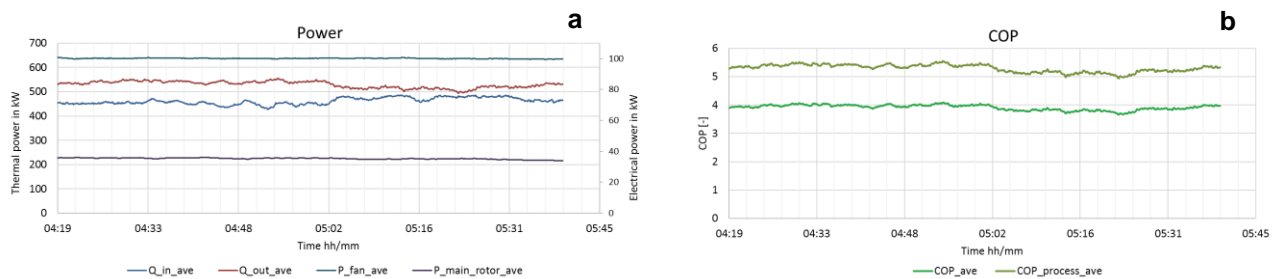 a
Power
700
600
500
400
300
200
100
0
Thermal power in kW
100
80
60
40
20
0
Electrical power in kW
04:19 04:33 04:48 05:02 05:16 05:31 05:45
Time hh/mm
Q_in_ave Q_out_ave P_fan_ave P_main_rotor_ave
b
COP
6
5
4
3
2
1
0
COP [-]
04:19 04:33 04:48 05:02 05:16 05:31 05:45
Time hh/mm
COP_ave COP_process_ave